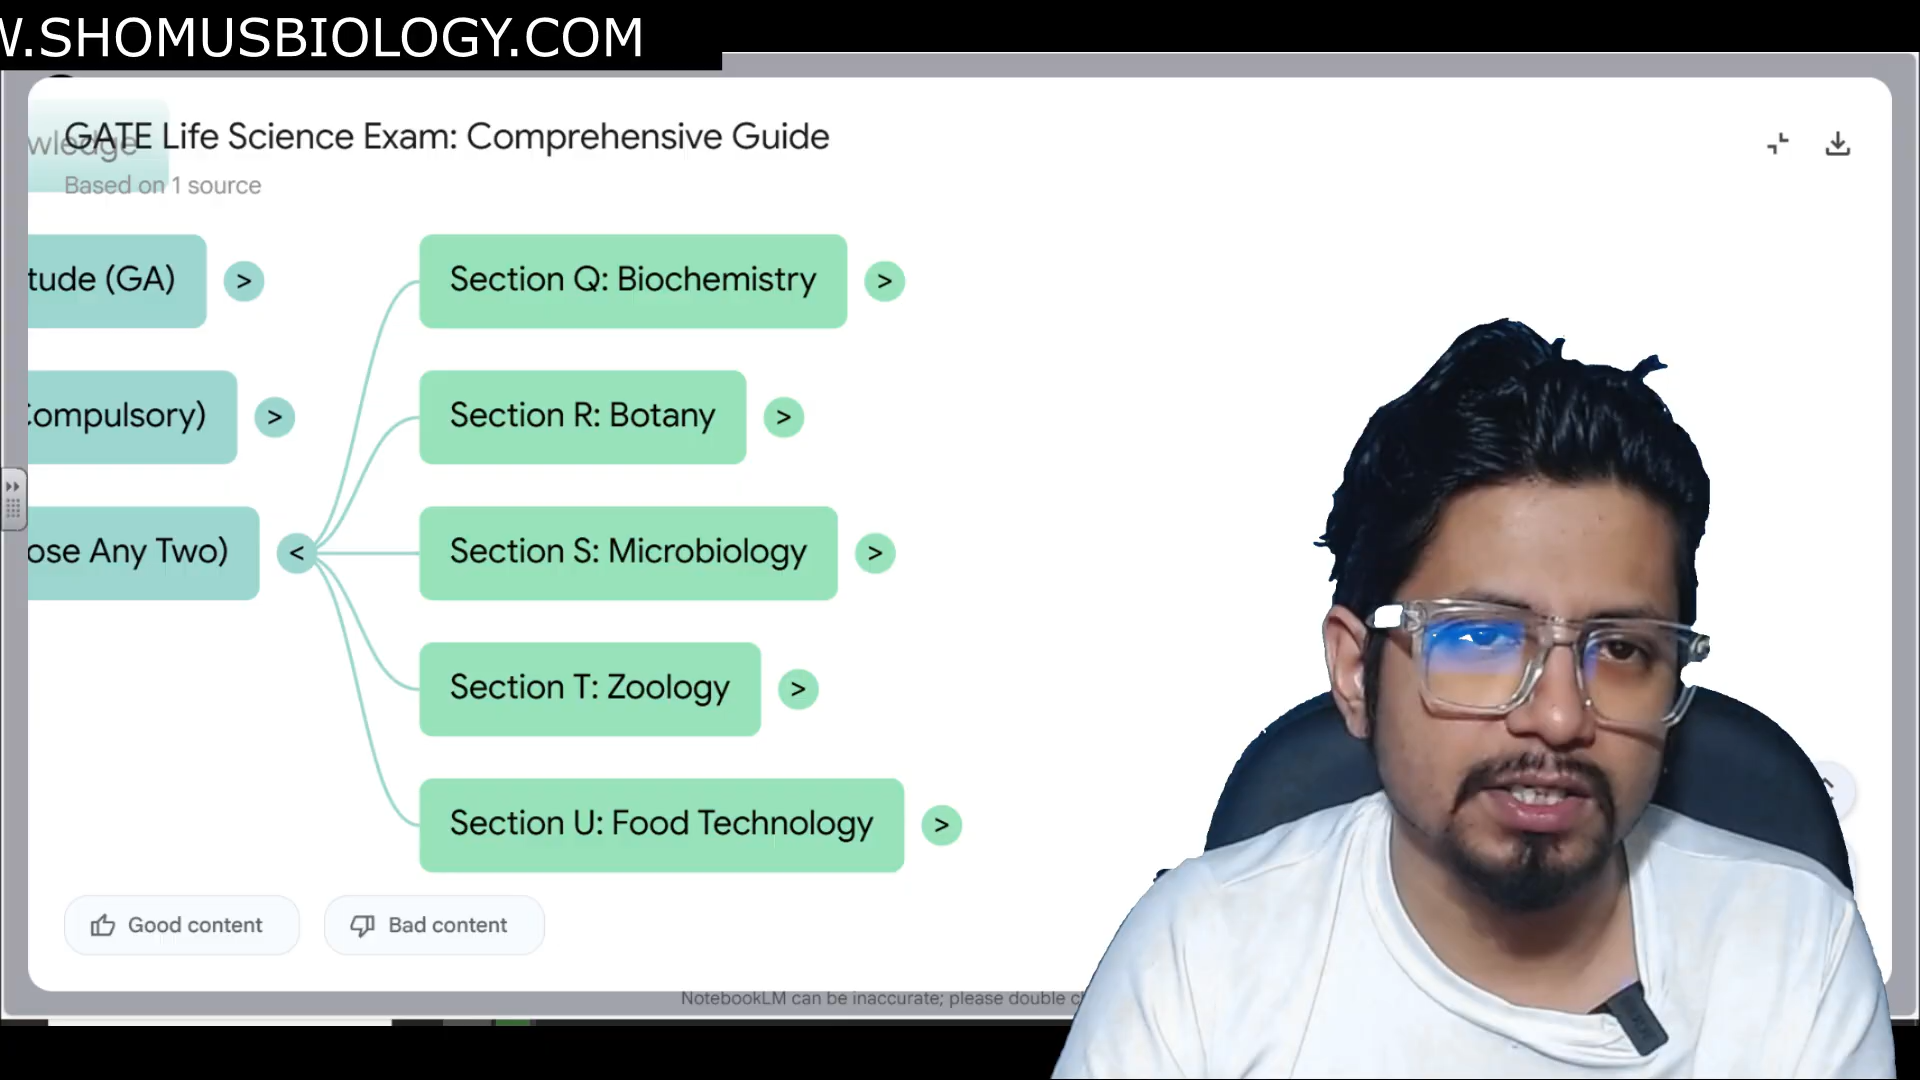 W.SHOMUSBIOLOGY.COM
wledge
GATE Life Science Exam: Comprehensive Guide
Based on 1 source
tude (GA) >
Compulsory) >
ose Any Two) <
Section Q: Biochemistry >
Section R: Botany >
Section S: Microbiology >
Section T: Zoology >
Section U: Food Technology >
Good content
Bad content
NotebookLM can be inaccurate; please double c